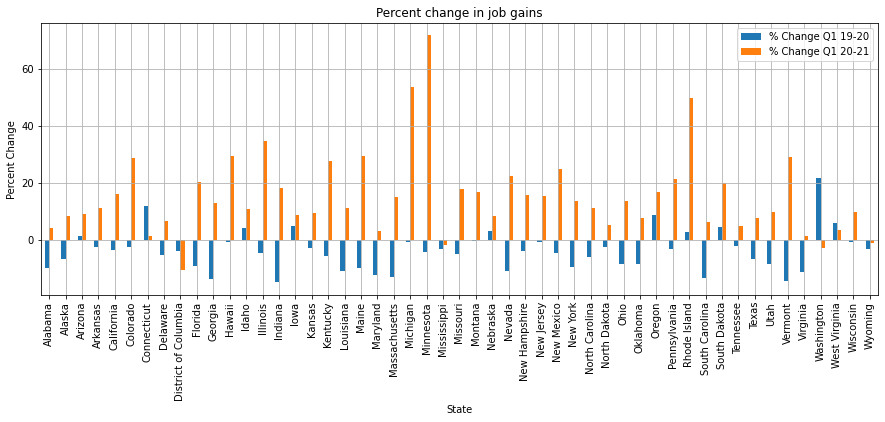 Percent change in job gains
% Change Q1 19-20
% Change Q1 20-21
Percent Change
60
40
20
0
Alabama
Alaska
Arizona
Arkansas
California
Colorado
Connecticut
Delaware
District of Columbia
Florida
Georgia
Hawaii
Idaho
Illinois
Indiana
Iowa
Kansas
Kentucky
Louisiana
Maine
Maryland
Massachusetts
Michigan
Minnesota
Mississippi
Missouri
Montana
Nebraska
Nevada
New Hampshire
New Jersey
New Mexico
New York
North Carolina
North Dakota
Ohio
Oklahoma
Oregon
Pennsylvania
Rhode Island
South Carolina
South Dakota
Tennessee
Texas
Utah
Vermont
Virginia
Washington
West Virginia
Wisconsin
Wyoming
State